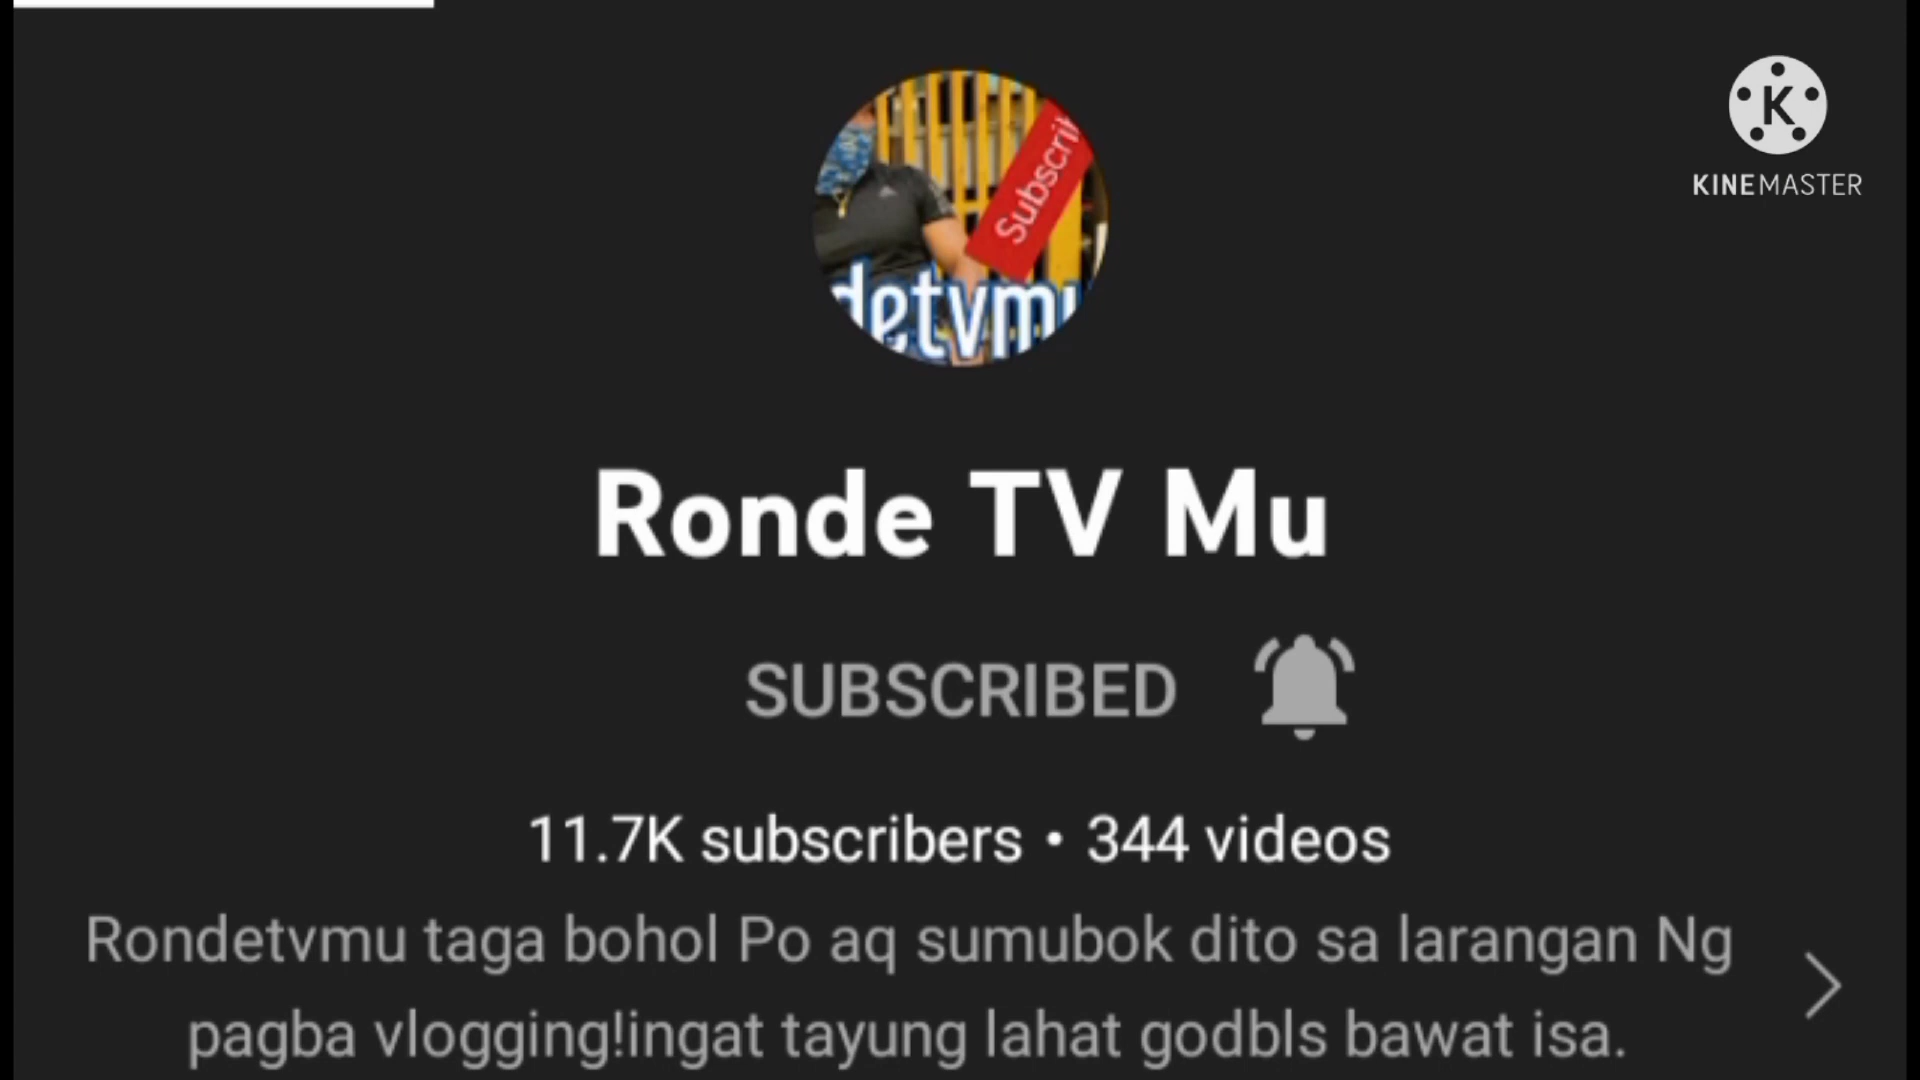 K
KINEMASTER
Subscri
detvmu
Ronde TV Mu
SUBSCRIBED
11.7K subscribers • 344 videos
Rondetvmu taga bohol Po aq sumubok dito sa larangan Ng
pagba vlogging!ingat tayung lahat godbls bawat isa.